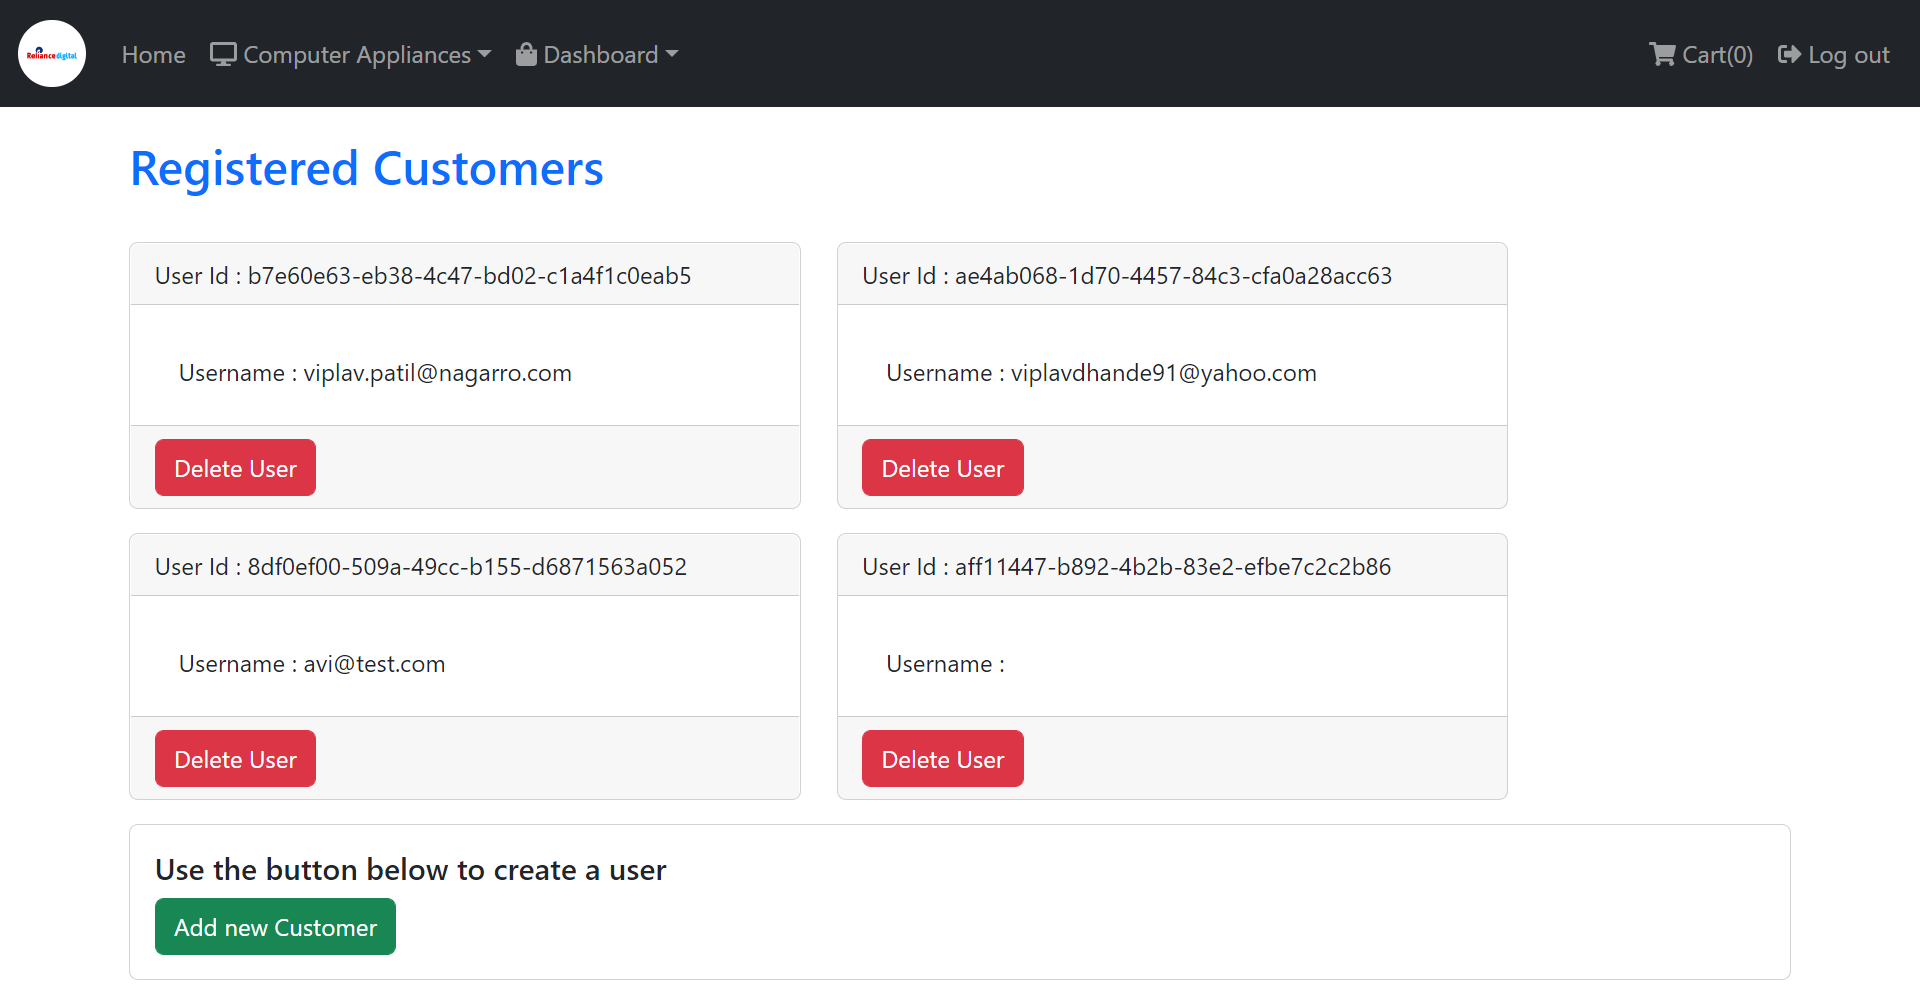 Reliance digital
Home
Computer Appliances
Dashboard
Cart(0)
Log out
Registered Customers
User Id : b7e60e63-eb38-4c47-bd02-c1a4f1c0eab5
Username : viplav.patil@nagarro.com
Delete User
User Id : ae4ab068-1d70-4457-84c3-cfa0a28acc63
Username : viplavdhande91@yahoo.com
Delete User
User Id : 8df0ef00-509a-49cc-b155-d6871563a052
Username : avi@test.com
Delete User
User Id : aff11447-b892-4b2b-83e2-efbe7c2c2b86
Username :
Delete User
Use the button below to create a user
Add new Customer